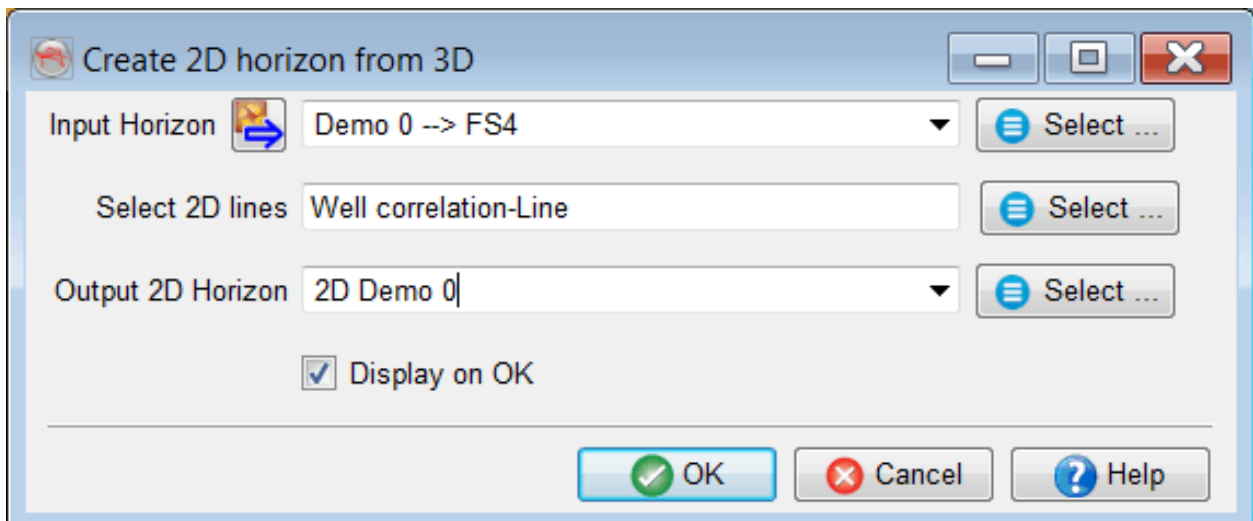 Create 2D horizon from 3D
Input Horizon Demo 0 --> FS4 Select ...
Select 2D lines Well correlation-Line Select ...
Output 2D Horizon 2D Demo 0 Select ...
Display on OK
OK Cancel Help